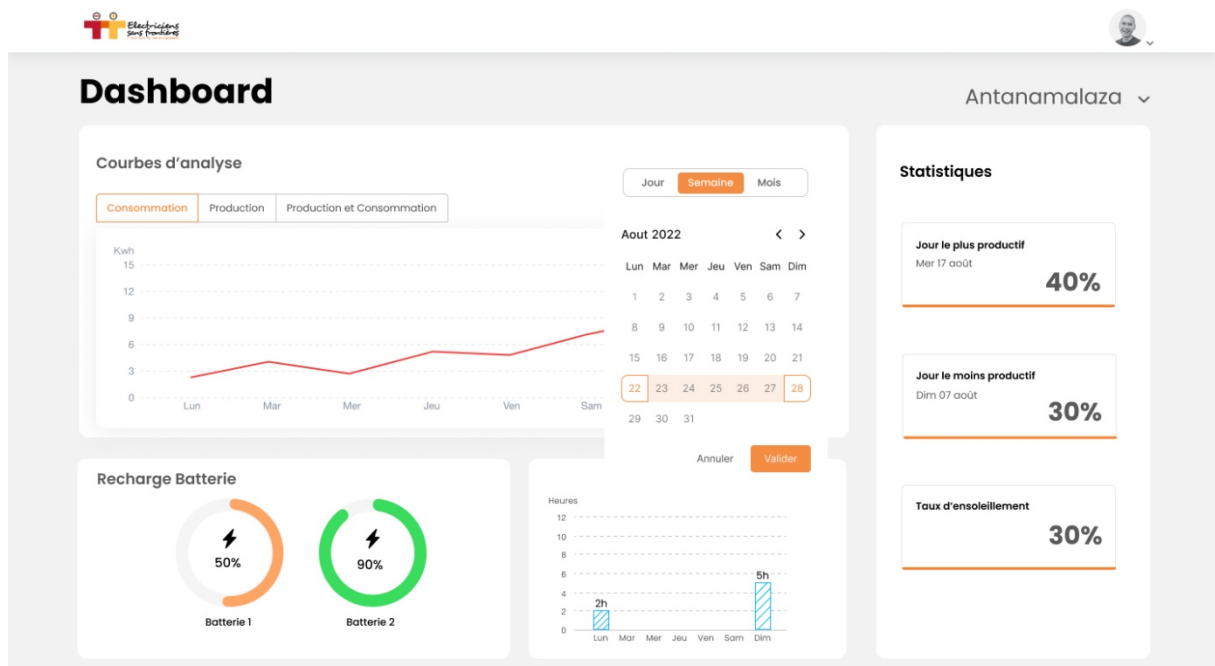 Electriciens
sans frontières
Dashboard
Antanamalaza
Courbes d'analyse
Consommation Production Production et Consommation
Kwh
15
12
9
6
3
0
Lun Mar Mer Jeu Ven Sam
Jour Semaine Mois
Aout 2022
Lun Mar Mer Jeu Ven Sam Dim
1 2 3 4 5 6 7
8 9 10 11 12 13 14
15 16 17 18 19 20 21
22 23 24 25 26 27 28
29 30 31
Annuler Valider
Statistiques
Jour le plus productif
Mer 17 août
40%
Jour le moins productif
Dim 07 août
30%
Taux d'ensoleillement
30%
Recharge Batterie
50%
Batterie 1
90%
Batterie 2
Heures
12
10
8
6
4
2
0
2h
5h
Lun Mar Mer Jeu Ven Sam Dim